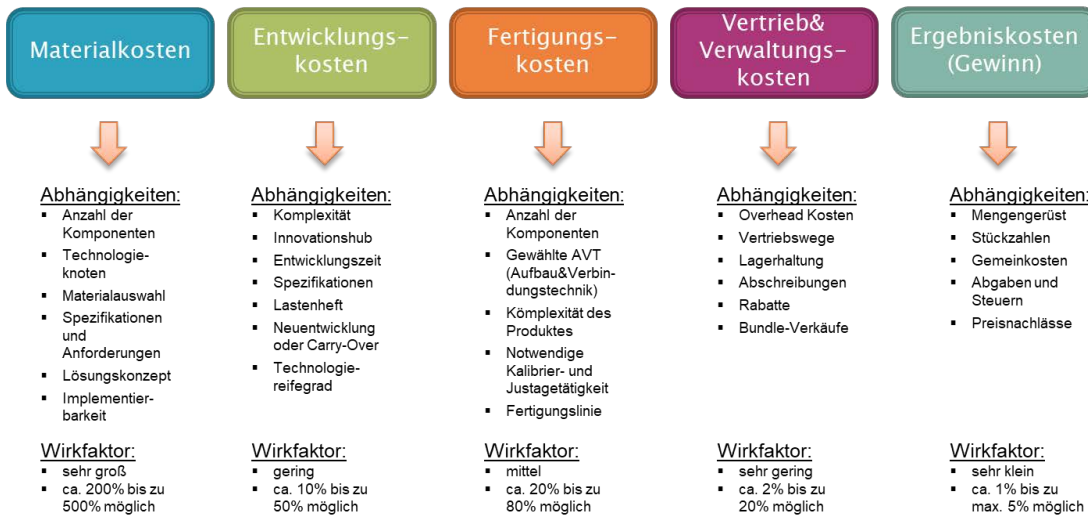 Materialkosten
Entwicklungs-
kosten
Fertigungs-
kosten
Vertrieb&
Verwaltungs-
kosten
Ergebniskosten
(Gewinn)
Abhängigkeiten:
▪ Anzahl der
Komponenten
▪ Technologie-
knoten
▪ Materialauswahl
▪ Spezifikationen
und
Anforderungen
▪ Lösungskonzept
▪ Implementier-
barkeit
Wirkfaktor:
▪ sehr groß
▪ ca. 200% bis zu
500% möglich
Abhängigkeiten:
▪ Komplexität
▪ Innovationshub
▪ Entwicklungszeit
▪ Spezifikationen
▪ Lastenheft
▪ Neuentwicklung
oder Carry-Over
▪ Technologie-
reifegrad
Wirkfaktor:
▪ gering
▪ ca. 10% bis zu
50% möglich
Abhängigkeiten:
▪ Anzahl der
Komponenten
▪ Gewählte AVT
(Aufbau&Verbin-
dungstechnik)
▪ Kömplexität des
Produktes
▪ Notwendige
Kalibrier- und
Justagetätigkeit
▪ Fertigungslinie
Wirkfaktor:
▪ mittel
▪ ca. 20% bis zu
80% möglich
Abhängigkeiten:
▪ Overhead Kosten
▪ Vertriebswege
▪ Lagerhaltung
▪ Abschreibungen
▪ Rabatte
▪ Bundle-Verkäufe
Wirkfaktor:
▪ sehr gering
▪ ca. 2% bis zu
20% möglich
Abhängigkeiten:
▪ Mengengerüst
▪ Stückzahlen
▪ Gemeinkosten
▪ Abgaben und
Steuern
▪ Preisnachlässe
Wirkfaktor:
▪ sehr klein
▪ ca. 1% bis zu
max. 5% möglich